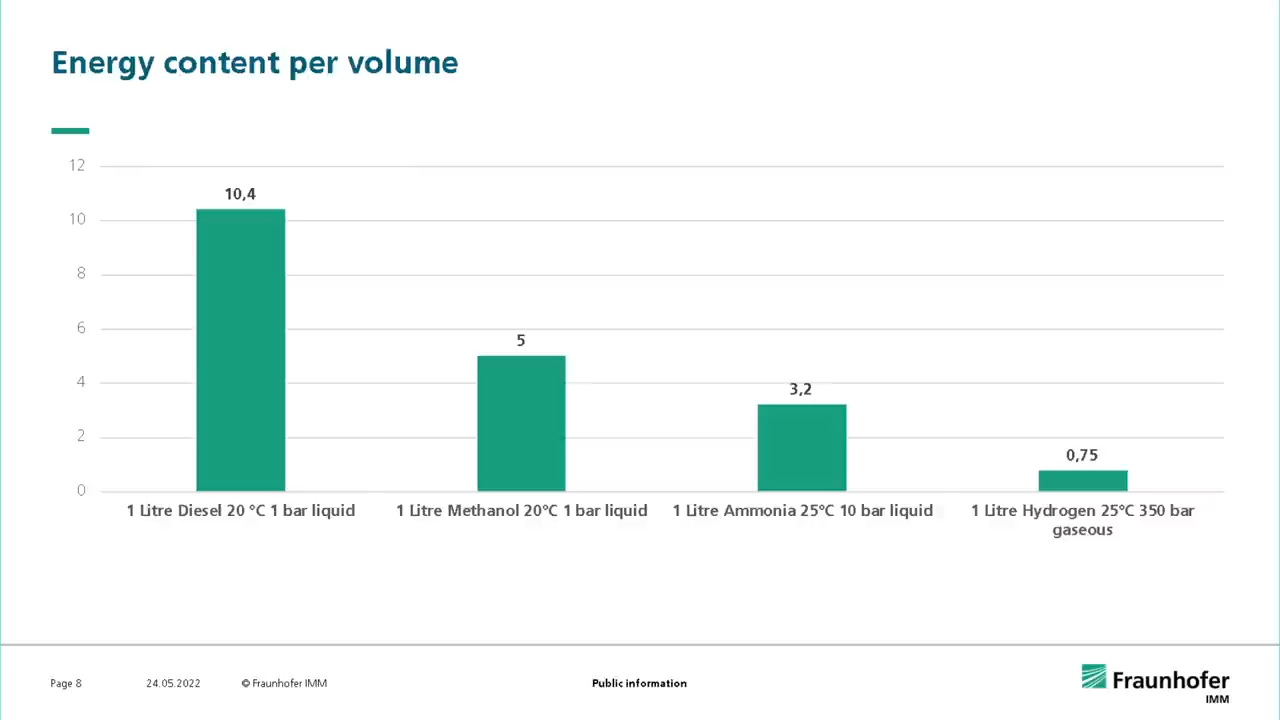 Energy content per volume
12
10
8
6
4
2
0
10,4
5
3,2
0,75
1 Litre Diesel 20 °C 1 bar liquid
1 Litre Methanol 20°C 1 bar liquid
1 Litre Ammonia 25°C 10 bar liquid
1 Litre Hydrogen 25°C 350 bar
gaseous
Page 8
24.05.2022
© Fraunhofer IMM
Public information
Fraunhofer
IMM